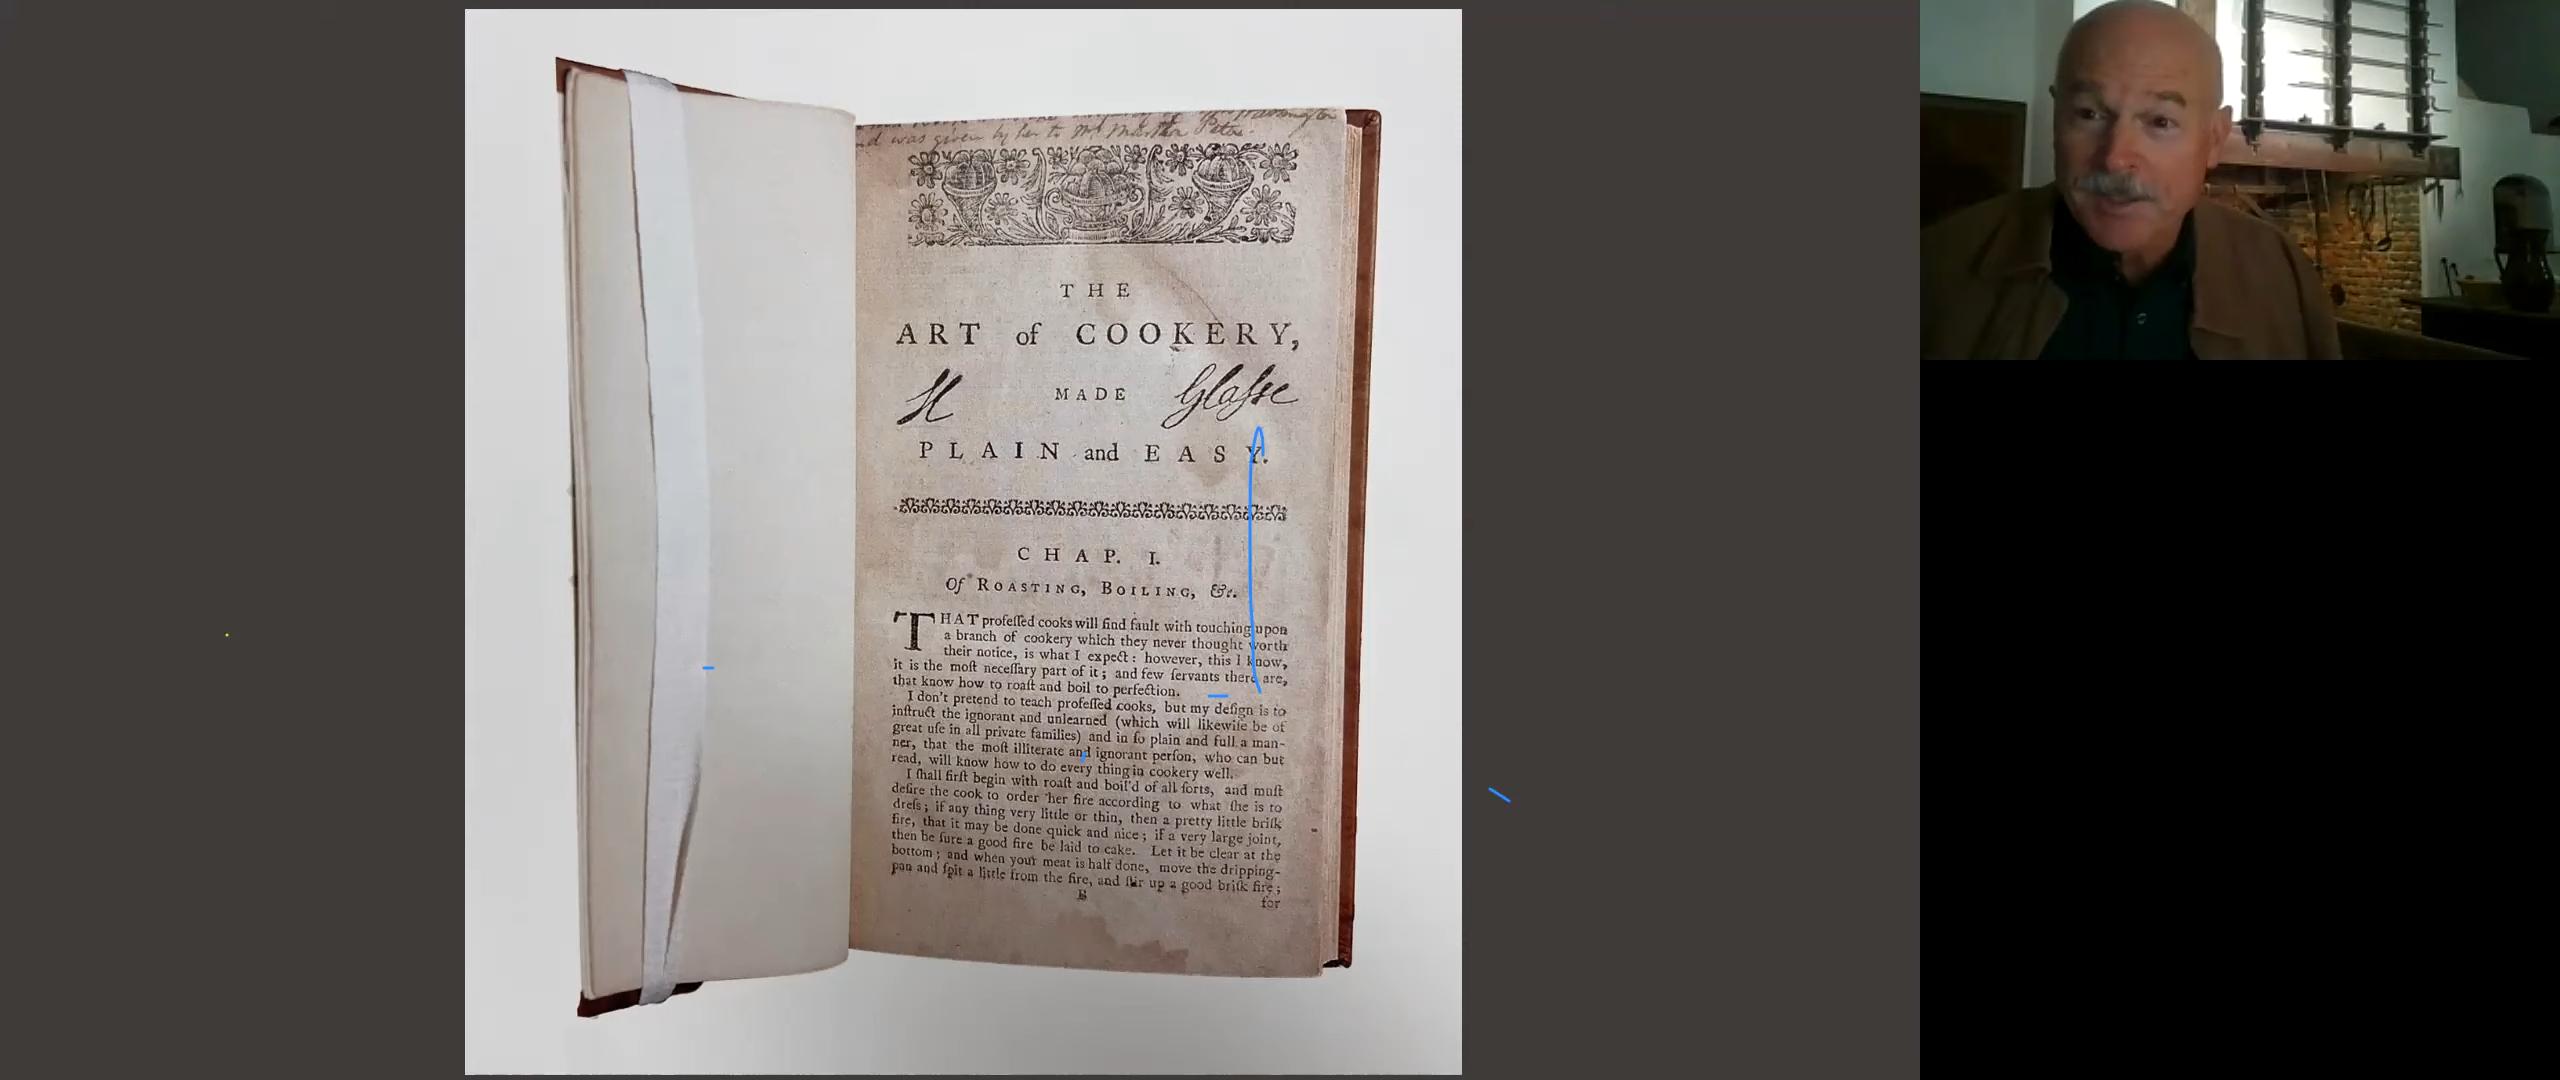 nd was given by her to Mrs Martha Peter.
THE
ART of COOKERY,
H MADE Glaſse
PLAIN and EASY.
CHAP. I.
Of ROASTING, BOILING, &c.
THAT profeſſed cooks will find fault with touching upon
a branch of cookery which they never thought worth
their notice, is what I expect: however, this I know,
it is the moſt neceſſary part of it; and few ſervants there are,
that know how to roaſt and boil to perfection.
I don't pretend to teach profeſſed cooks, but my deſign is to
inſtruct the ignorant and unlearned (which will likewiſe be of
great uſe in all private families) and in ſo plain and full a man-
ner, that the moſt illiterate and ignorant perſon, who can but
read, will know how to do every thing in cookery well.
I ſhall firſt begin with roaſt and boil'd of all ſorts, and muſt
deſire the cook to order her fire according to what ſhe is to
dreſs; if any thing very little or thin, then a pretty little briſk
fire, that it may be done quick and nice; if a very large joint,
then be ſure a good fire be laid to cake. Let it be clear at the
bottom; and when your meat is half done, move the dripping-
pan and ſpit a little from the fire, and ſtir up a good briſk fire;
B for